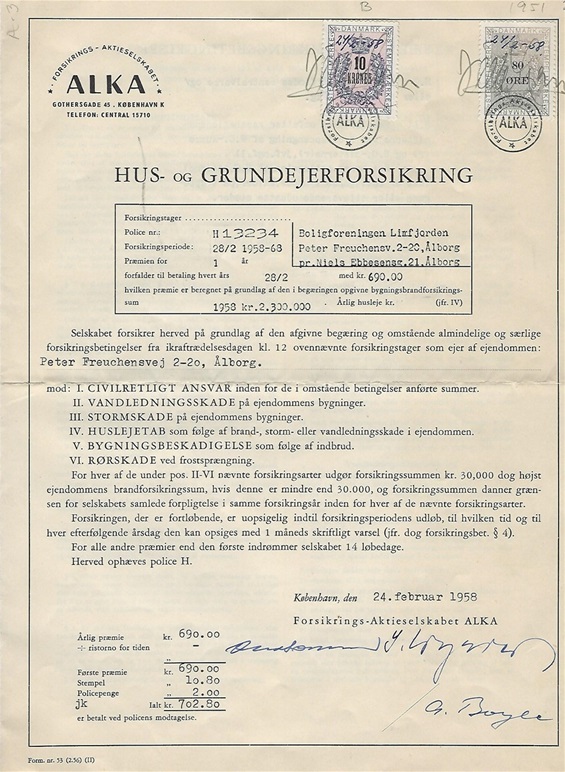 A-3
B
1951
FORSIKRINGS - AKTIESELSKABET
ALKA
GOTHERSGADE 45 . KØBENHAVN K
TELEFON: CENTRAL 15710
DANMARK
24/2-58
10
KRONER
DANMARK
24/2-58
80
ØRE
ALKA
ALKA
HUS- OG GRUNDEJERFORSIKRING
Forsikringstager
Police nr.: H 13234 Boligforeningen Limfjorden
Forsikringsperiode: 28/2 1958-68 Peter Freuchensv.2-20,Ålborg
Præmien for 1 år pr.Niels Ebbesensg.21,Ålborg
forfalder til betaling hvert års 28/2 med kr. 690.00
hvilken præmie er beregnet på grundlag af den i begæringen opgivne bygningsbrandforsikrings-
sum 1958 kr.2.300.000 . Årlig husleje kr. (jfr. IV)
Selskabet forsikrer herved på grundlag af den afgivne begæring og omstående almindelige og særlige
forsikringsbetingelser fra ikrafttrædelsesdagen kl. 12 ovennævnte forsikringstager som ejer af ejendommen:
Peter Freuchensvej 2-20, Ålborg.
mod: I. CIVILRETLIGT ANSVAR inden for de i omstående betingelser anførte summer.
II. VANDLEDNINGSSKADE på ejendommens bygninger.
III. STORMSKADE på ejendommens bygninger.
IV. HUSLEJETAB som følge af brand-, storm- eller vandledningsskade i ejendommen.
V. BYGNINGSBESKADIGELSE som følge af indbrud.
VI. RØRSKADE ved frostsprængning.
For hver af de under pos. II-VI nævnte forsikringsarter udgør forsikringssummen kr. 30,000 dog højst
ejendommens brandforsikringssum, hvis denne er mindre end 30.000, og forsikringssummen danner græn-
sen for selskabets samlede forpligtelse i samme forsikringsår inden for hver af de nævnte forsikringsarter.
Forsikringen, der er fortløbende, er uopsigelig indtil forsikringsperiodens udløb, til hvilken tid og til
hver efterfølgende årsdag den kan opsiges med 1 måneds skriftligt varsel (jfr. dog forsikringsbet. § 4).
For alle andre præmier end den første indrømmer selskabet 14 løbedage.
Herved ophæves police H.
København, den 24.februar 1958
Forsikrings-Aktieselskabet ALKA
Årlig præmie kr. 690.00
-:- ristorno for tiden „ -
Første præmie kr. 690.00
Stempel „ 10.80
Policepenge „ 2.00
jk Ialt kr. 702.80
er betalt ved policens modtagelse.
Form. nr. 53 (2.56) (II)